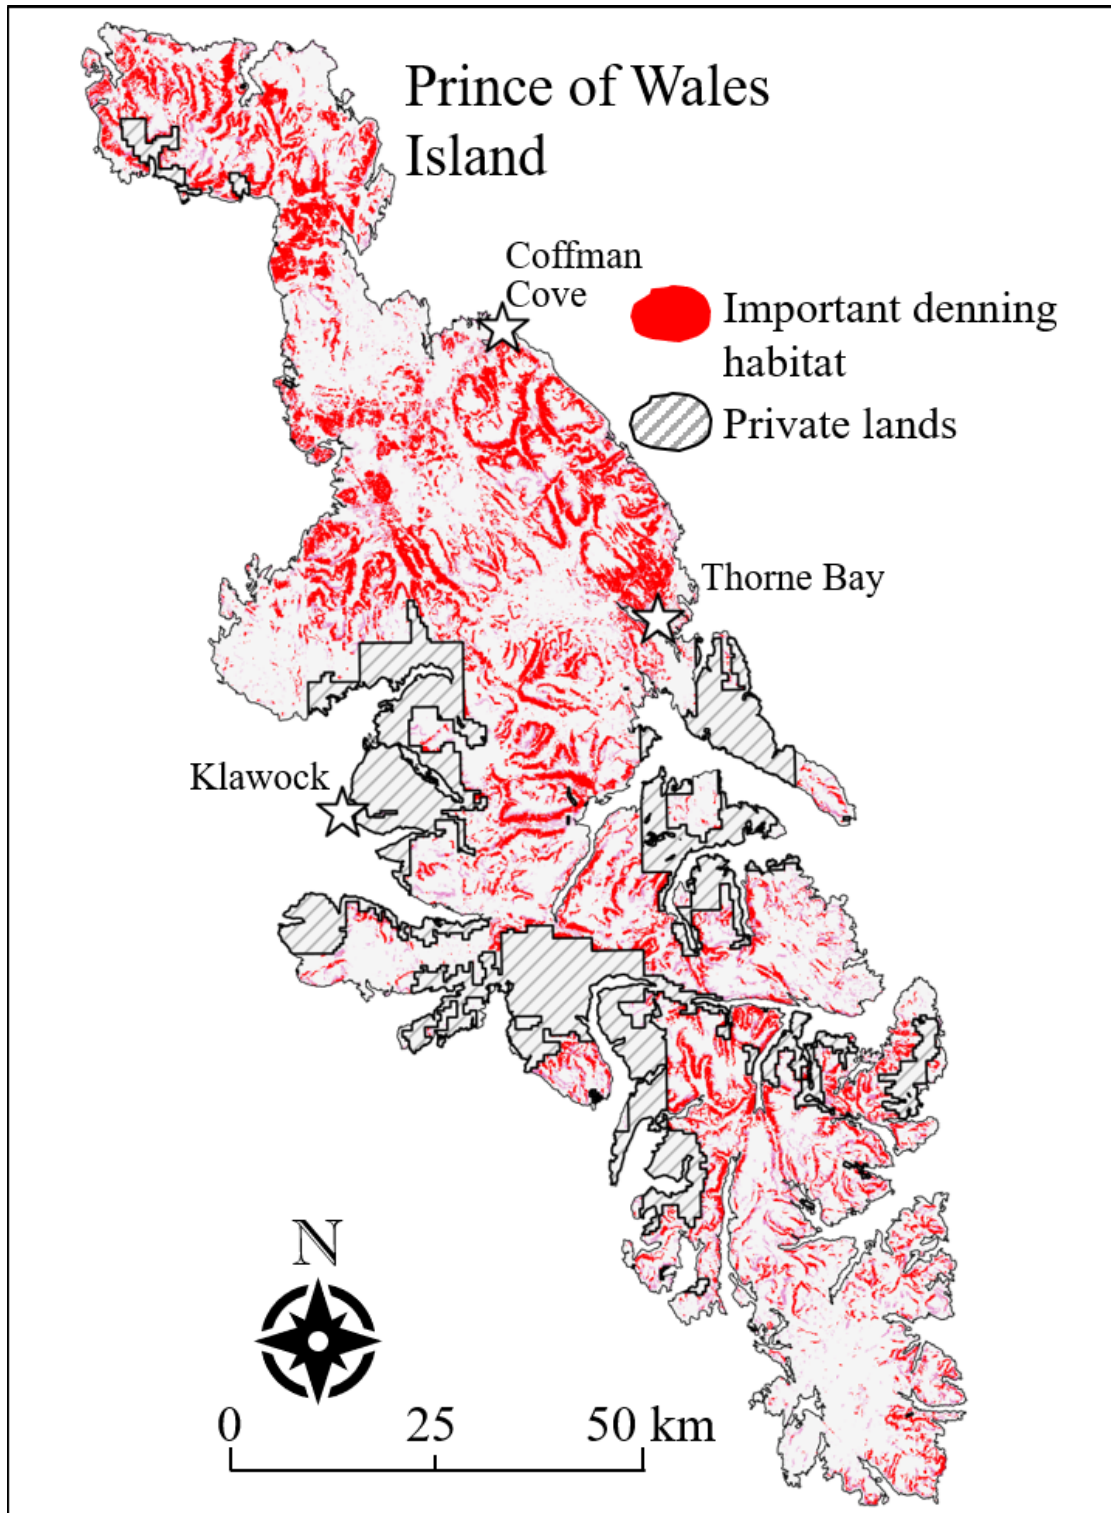 Prince of Wales
Island
Coffman
Cove
Important denning
habitat
Private lands
Thorne Bay
Klawock
N
0 25 50 km